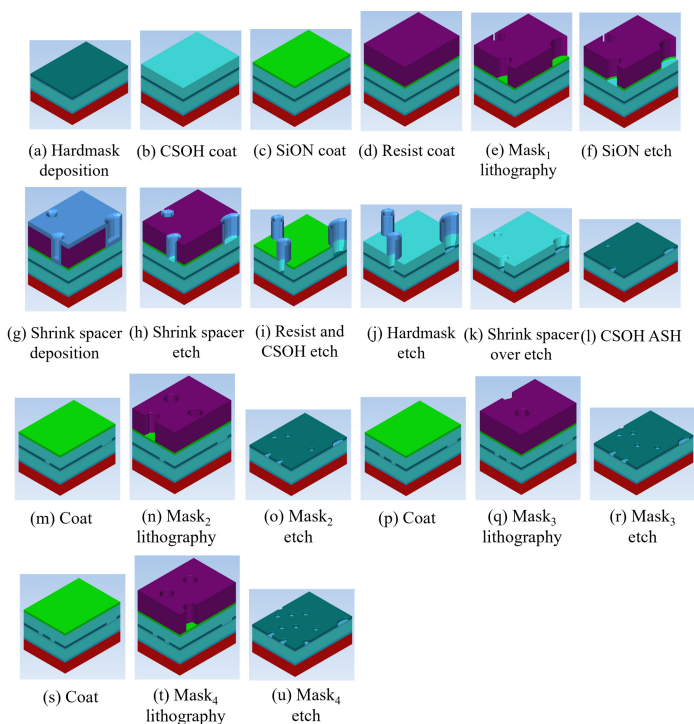 (a) Hardmask
deposition
(b) CSOH coat
(c) SiON coat
(d) Resist coat
(e) Mask₁
lithography
(f) SiON etch
(g) Shrink spacer
deposition
(h) Shrink spacer
etch
(i) Resist and
CSOH etch
(j) Hardmask
etch
(k) Shrink spacer
over etch
(l) CSOH ASH
(m) Coat
(n) Mask₂
lithography
(o) Mask₂
etch
(p) Coat
(q) Mask₃
lithography
(r) Mask₃
etch
(s) Coat
(t) Mask₄
lithography
(u) Mask₄
etch